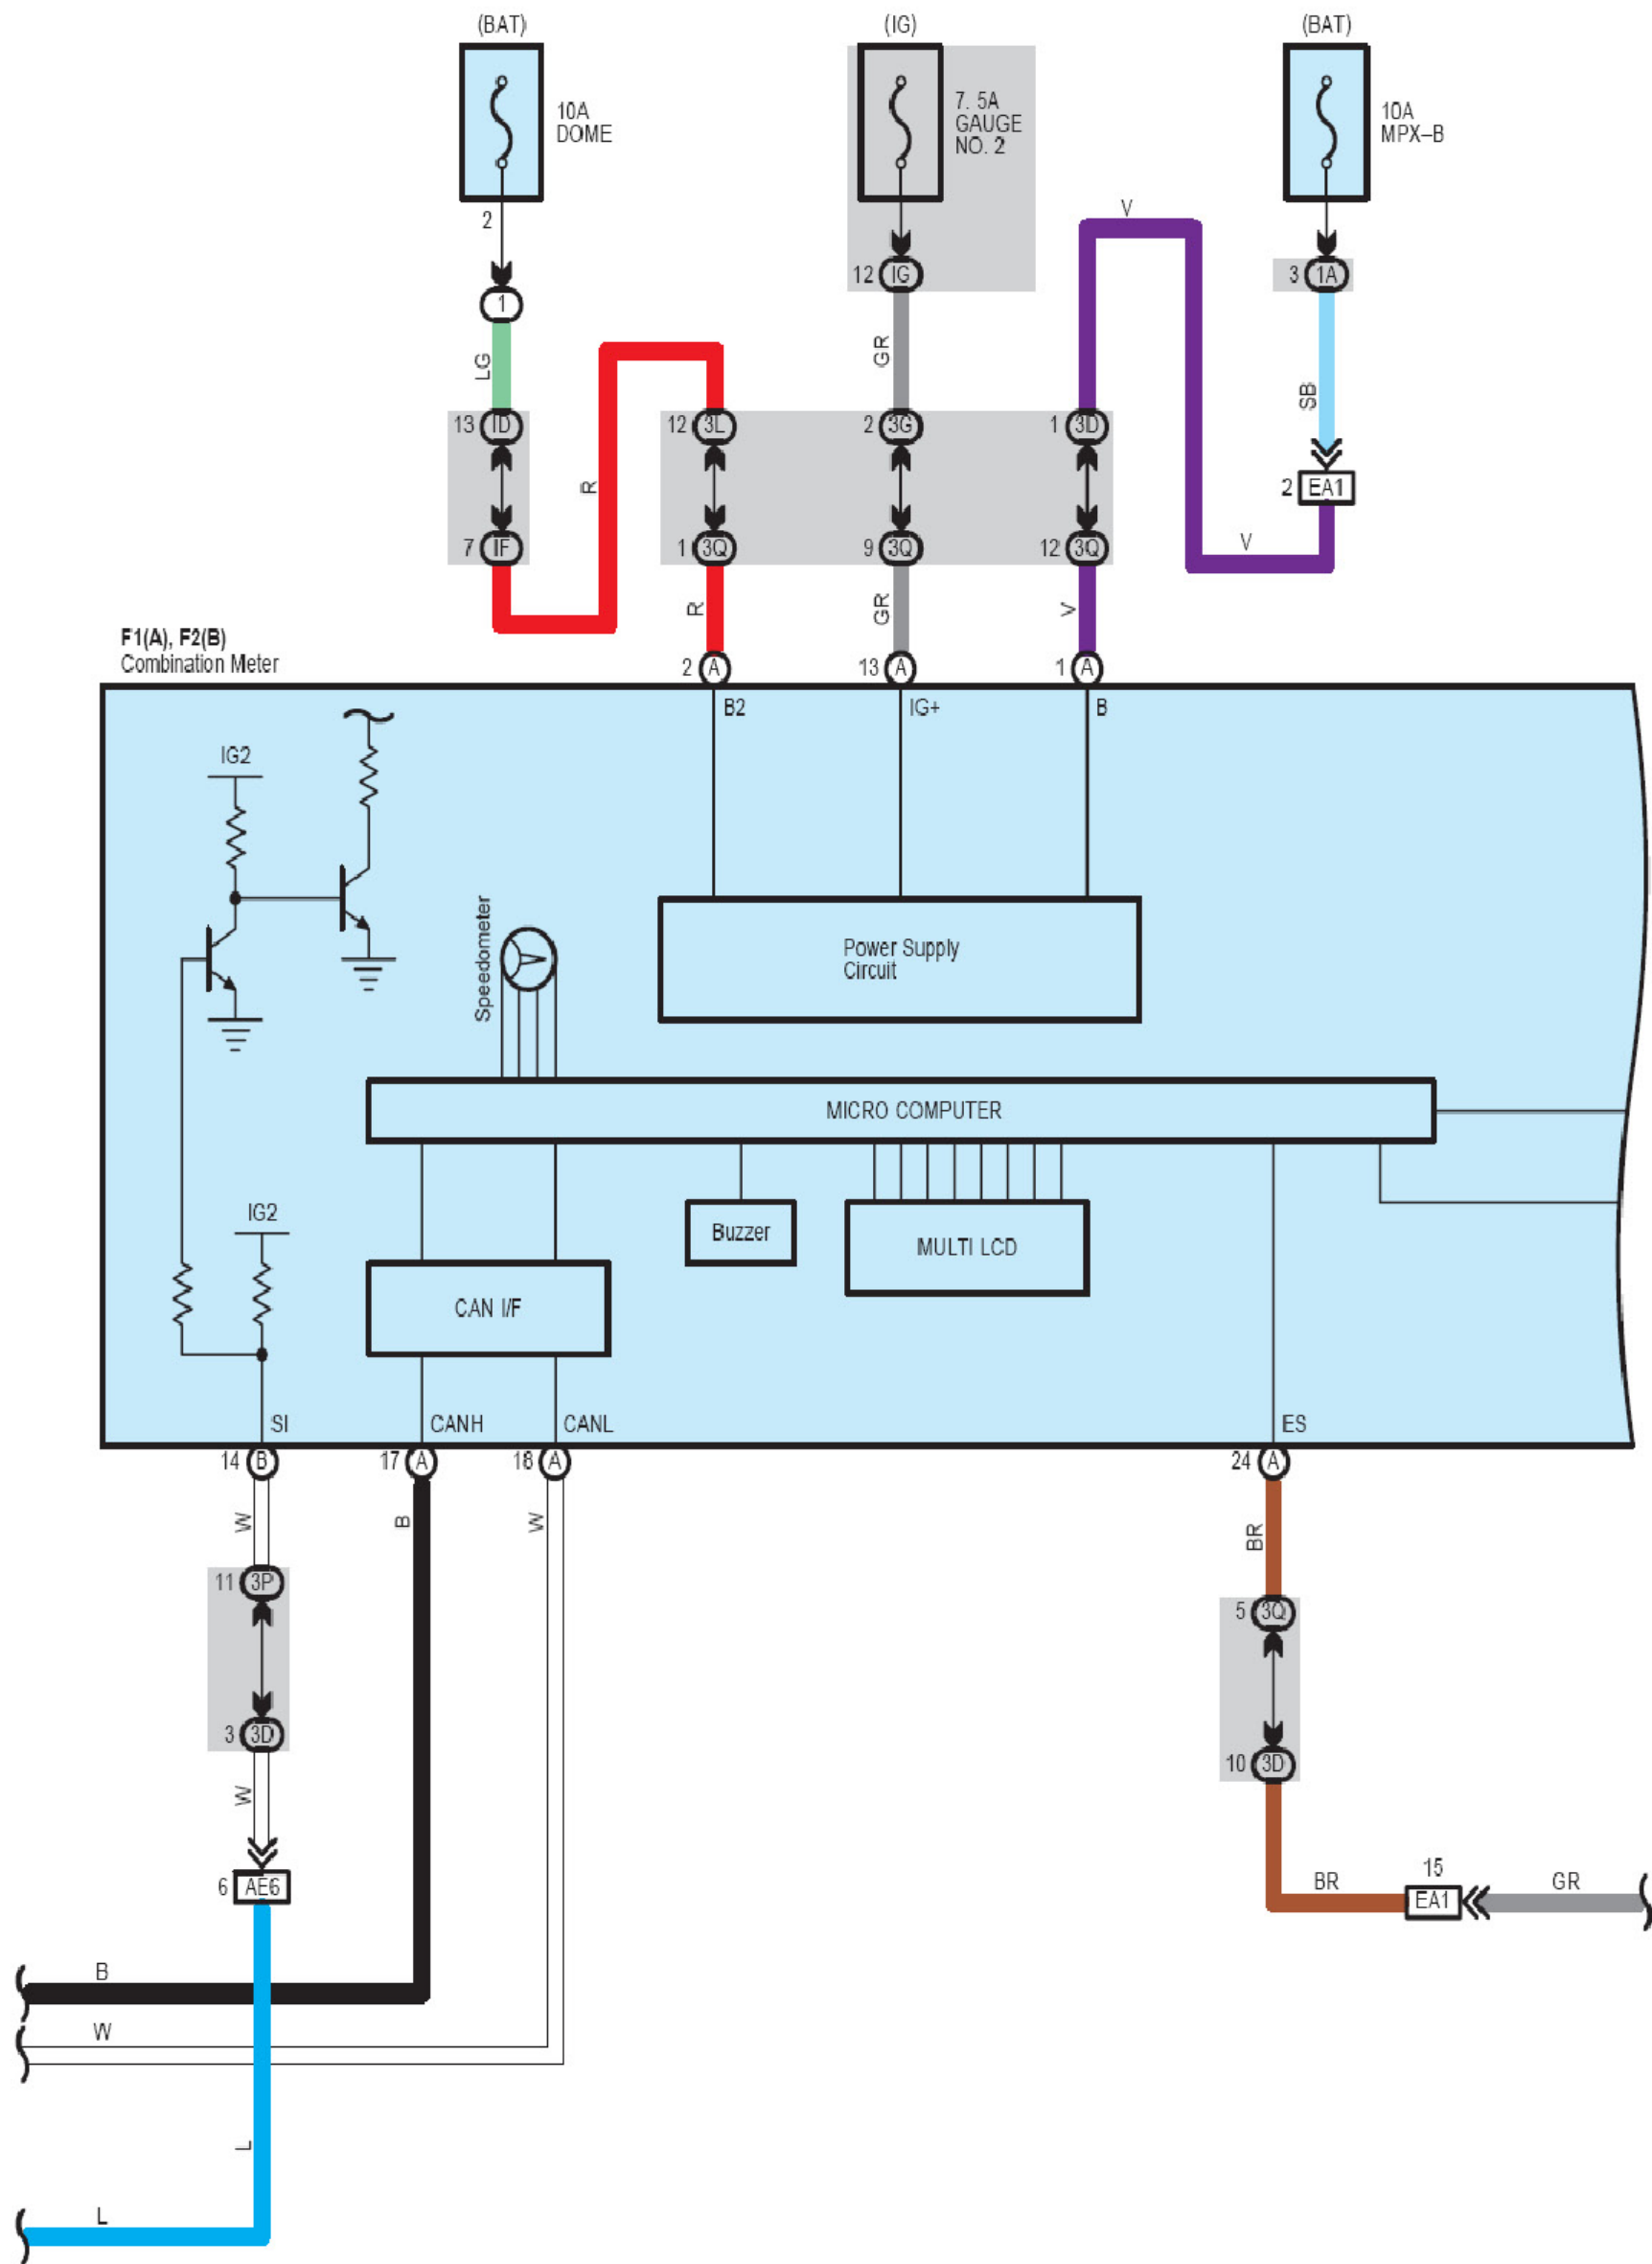 (BAT)
(IG)
(BAT)
10A
DOME
7. 5A
GAUGE
NO. 2
10A
MPX–B
2
V
12 IG
3 1A
1
LG
R
GR
SB
13 ID
12 3L
2 3G
1 3D
2 EA1
7 IF
1 3Q
9 3Q
12 3Q
V
R
GR
V
F1(A), F2(B)
Combination Meter
2 A
13 A
1 A
B2
IG+
B
IG2
Speedometer
Power Supply
Circuit
MICRO COMPUTER
IG2
Buzzer
MULTI LCD
CAN I/F
SI
CANH
CANL
ES
14 B
17 A
18 A
24 A
W
B
W
BR
11 3P
5 3Q
3 3D
10 3D
W
6 AE6
BR
15
EA1
GR
B
W
L
L